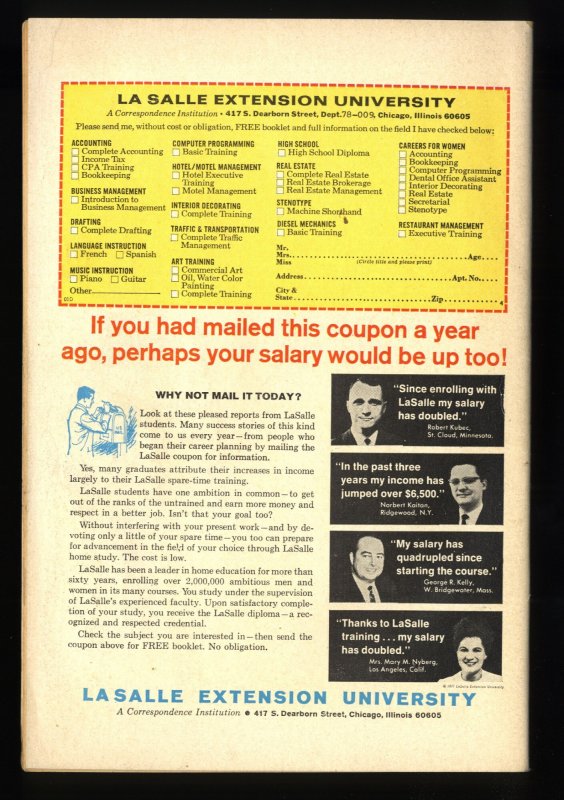 LA SALLE EXTENSION UNIVERSITY
A Correspondence Institution • 417 S. Dearborn Street, Dept. 78-009, Chicago, Illinois 60605
Please send me, without cost or obligation, FREE booklet and full information on the field I have checked below:
ACCOUNTING
Complete Accounting
Income Tax
CPA Training
Bookkeeping
BUSINESS MANAGEMENT
Introduction to
Business Management
DRAFTING
Complete Drafting
LANGUAGE INSTRUCTION
French Spanish
MUSIC INSTRUCTION
Piano Guitar
Other
010
COMPUTER PROGRAMMING
Basic Training
HOTEL/MOTEL MANAGEMENT
Hotel Executive
Training
Motel Management
INTERIOR DECORATING
Complete Training
TRAFFIC & TRANSPORTATION
Complete Traffic
Management
ART TRAINING
Commercial Art
Oil, Water Color
Painting
Complete Training
HIGH SCHOOL
High School Diploma
REAL ESTATE
Complete Real Estate
Real Estate Brokerage
Real Estate Management
STENOTYPE
Machine Shorthand
DIESEL MECHANICS
Basic Training
CAREERS FOR WOMEN
Accounting
Bookkeeping
Computer Programming
Dental Office Assistant
Interior Decorating
Real Estate
Secretarial
Stenotype
RESTAURANT MANAGEMENT
Executive Training
Mr.
Mrs. Age
Miss (Circle title and please print)
Address Apt. No.
City &
State Zip
4
If you had mailed this coupon a year
ago, perhaps your salary would be up too!
WHY NOT MAIL IT TODAY?
Look at these pleased reports from LaSalle
students. Many success stories of this kind
come to us every year—from people who
began their career planning by mailing the
LaSalle coupon for information.
Yes, many graduates attribute their increases in income
largely to their LaSalle spare-time training.
LaSalle students have one ambition in common—to get
out of the ranks of the untrained and earn more money and
respect in a better job. Isn't that your goal too?
Without interfering with your present work—and by de-
voting only a little of your spare time—you too can prepare
for advancement in the field of your choice through LaSalle
home study. The cost is low.
LaSalle has been a leader in home education for more than
sixty years, enrolling over 2,000,000 ambitious men and
women in its many courses. You study under the supervision
of LaSalle's experienced faculty. Upon satisfactory comple-
tion of your study, you receive the LaSalle diploma—a rec-
ognized and respected credential.
Check the subject you are interested in—then send the
coupon above for FREE booklet. No obligation.
"Since enrolling with
LaSalle my salary
has doubled."
Robert Kubec,
St. Cloud, Minnesota.
"In the past three
years my income has
jumped over $6,500."
Norbert Kaiton,
Ridgewood, N.Y.
"My salary has
quadrupled since
starting the course."
George R. Kelly,
W. Bridgewater, Mass.
"Thanks to LaSalle
training . . . my salary
has doubled."
Mrs. Mary M. Nyberg,
Los Angeles, Calif.
© 1971 LaSalle Extension University
LA SALLE EXTENSION UNIVERSITY
A Correspondence Institution • 417 S. Dearborn Street, Chicago, Illinois 60605